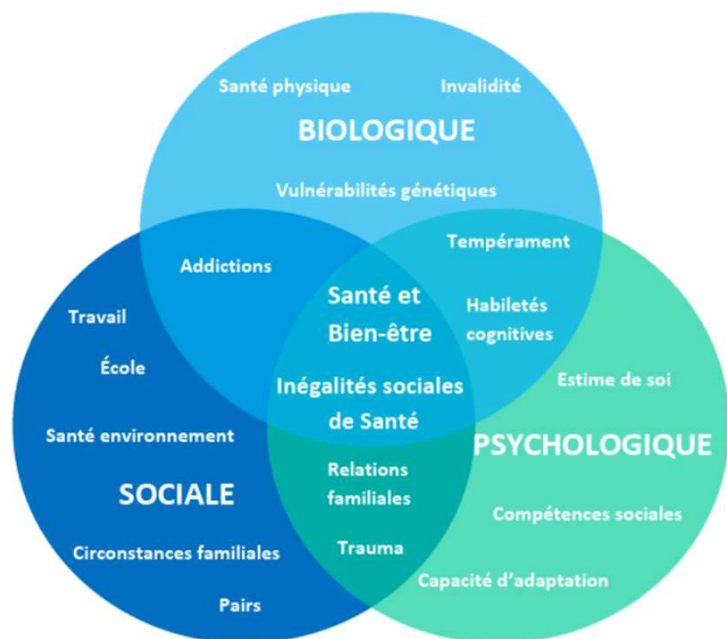 Santé physique
Invalidité
BIOLOGIQUE
Vulnérabilités génétiques
Tempérament
Addictions
Santé et
Bien-être
Habiletés
cognitives
Travail
École
Inégalités sociales
de Santé
Estime de soi
Santé environnement
PSYCHOLOGIQUE
Relations
familiales
SOCIALE
Compétences sociales
Trauma
Circonstances familiales
Capacité d'adaptation
Pairs